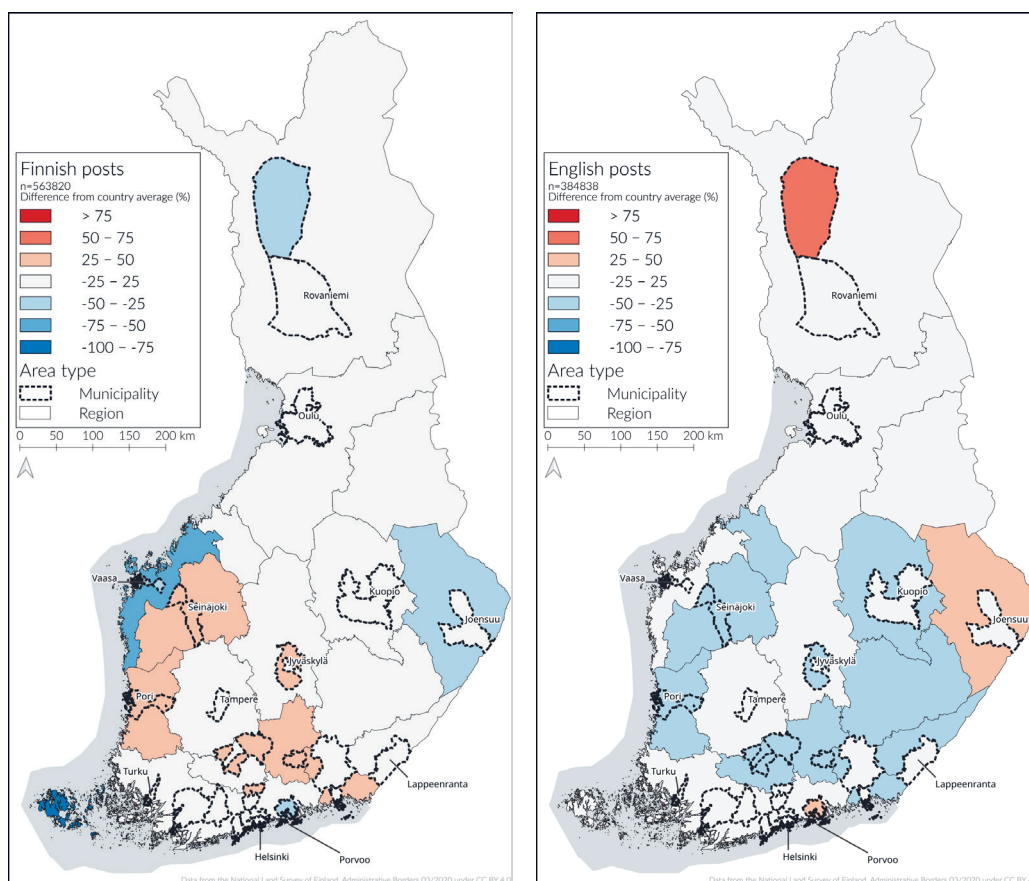 Finnish posts
n=563820
Difference from country average (%)
> 75
50 – 75
25 – 50
-25 – 25
-50 – -25
-75 – -50
-100 – -75
Area type
Municipality
Region
0 50 100 150 200 km
Rovaniemi
Oulu
Vaasa
Seinäjoki
Kuopio
Joensuu
Jyväskylä
Pori
Tampere
Turku
Lappeenranta
Helsinki
Porvoo
Data from the National Land Survey of Finland, Administrative Borders 03/2020 under CC BY 4.0
English posts
n=384838
Difference from country average (%)
> 75
50 – 75
25 – 50
-25 – 25
-50 – -25
-75 – -50
-100 – -75
Area type
Municipality
Region
0 50 100 150 200 km
Rovaniemi
Oulu
Vaasa
Seinäjoki
Kuopio
Joensuu
Jyväskylä
Pori
Tampere
Turku
Lappeenranta
Helsinki
Porvoo
Data from the National Land Survey of Finland, Administrative Borders 03/2020 under CC BY